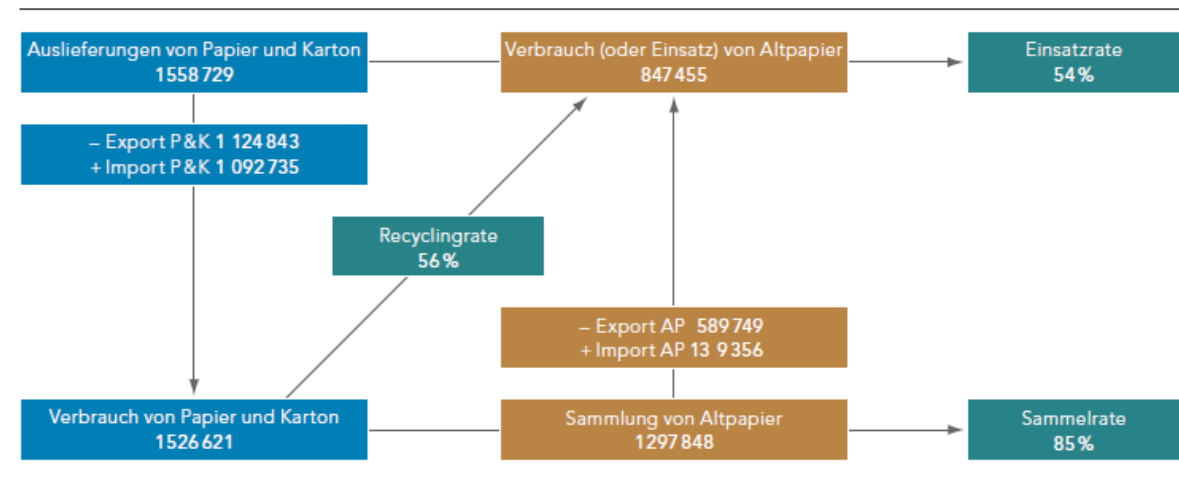 Auslieferungen von Papier und Karton
1558729
Verbrauch (oder Einsatz) von Altpapier
847455
Einsatzrate
54%
– Export P&K 1 124843
+ Import P&K 1 092735
Recyclingrate
56%
– Export AP 589749
+ Import AP 13 9356
Verbrauch von Papier und Karton
1526621
Sammlung von Altpapier
1297848
Sammelrate
85%